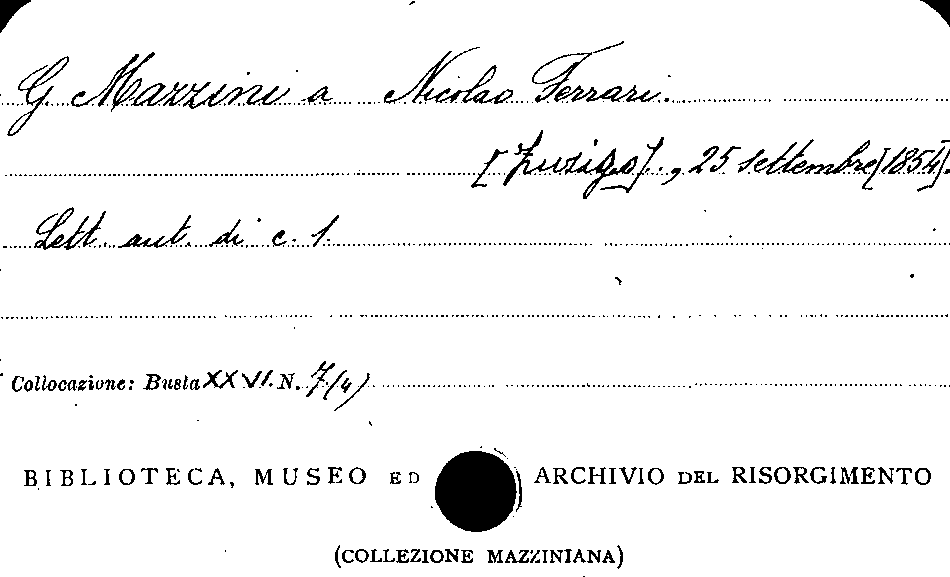 G. Mazzini a Nicolao Ferrari.
[Zurigo]., 25 settembre [1854].
Lett. aut. di c. 1.
Collocazione: Busta XXVI. N. 7(4)
BIBLIOTECA, MUSEO ED ARCHIVIO DEL RISORGIMENTO
(COLLEZIONE MAZZINIANA)